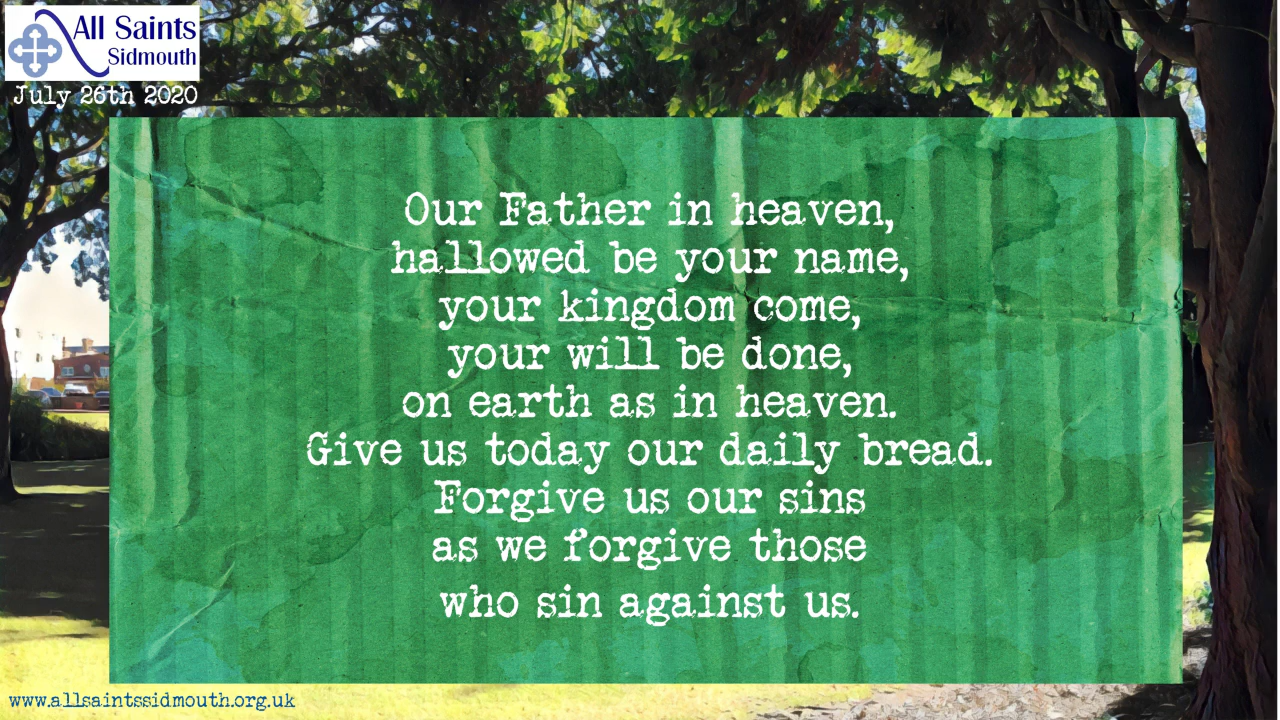 All Saints
Sidmouth
July 26th 2020
Our Father in heaven,
hallowed be your name,
your kingdom come,
your will be done,
on earth as in heaven.
Give us today our daily bread.
Forgive us our sins
as we forgive those
who sin against us.
www.allsaintssidmouth.org.uk